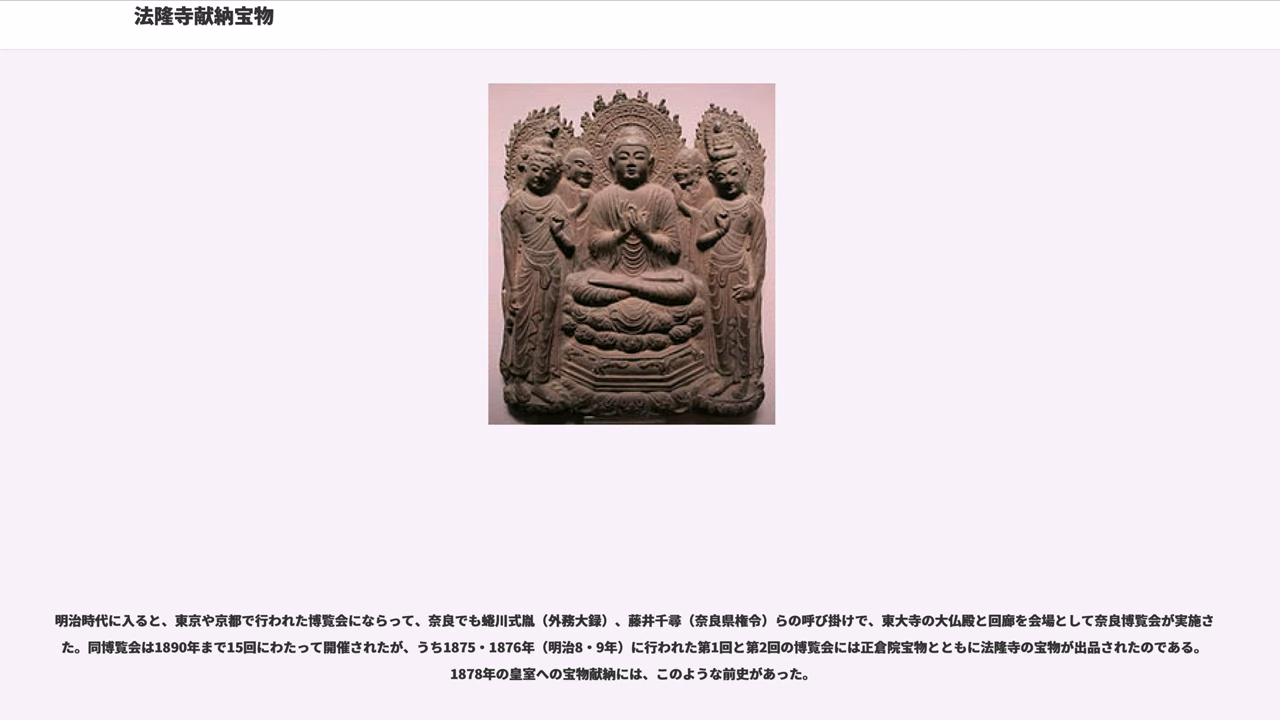 法隆寺献納宝物
明治時代に入ると、東京や京都で行われた博覧会にならって、奈良でも蜷川式胤（外務大録）、藤井千尋（奈良県権令）らの呼び掛けで、東大寺の大仏殿と回廊を会場として奈良博覧会が実施さ
た。同博覧会は1890年まで15回にわたって開催されたが、うち1875・1876年（明治8・9年）に行われた第1回と第2回の博覧会には正倉院宝物とともに法隆寺の宝物が出品されたのである。
1878年の皇室への宝物献納には、このような前史があった。